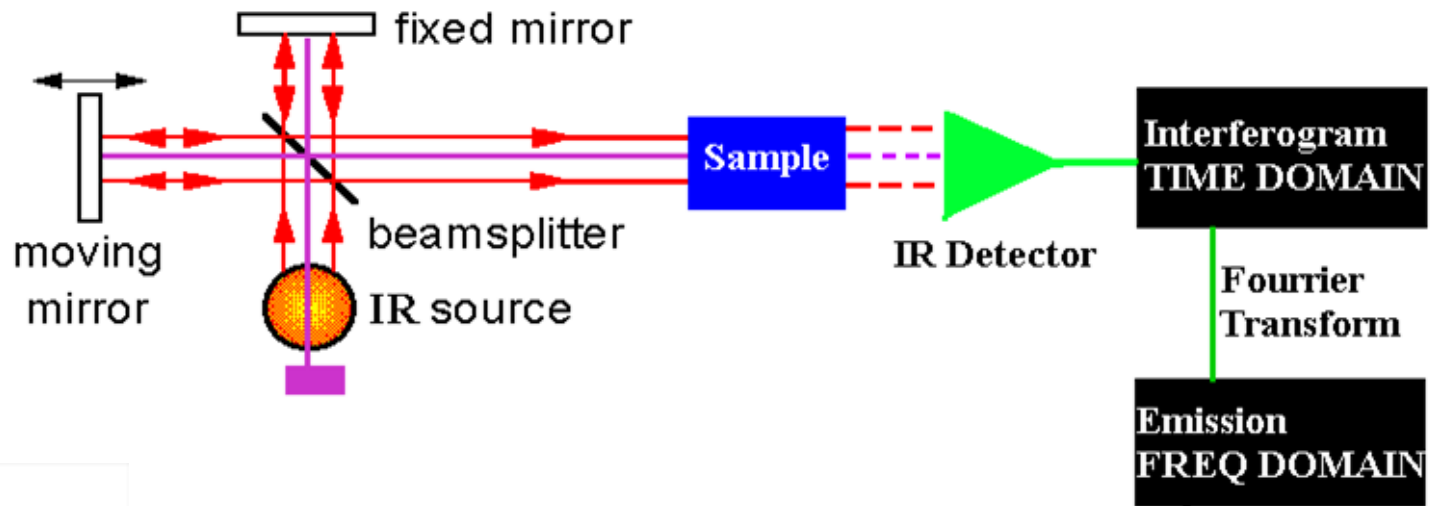 fixed mirror
moving
mirror
beamsplitter
IR source
Sample
IR Detector
Interferogram
TIME DOMAIN
Fourrier
Transform
Emission
FREQ DOMAIN